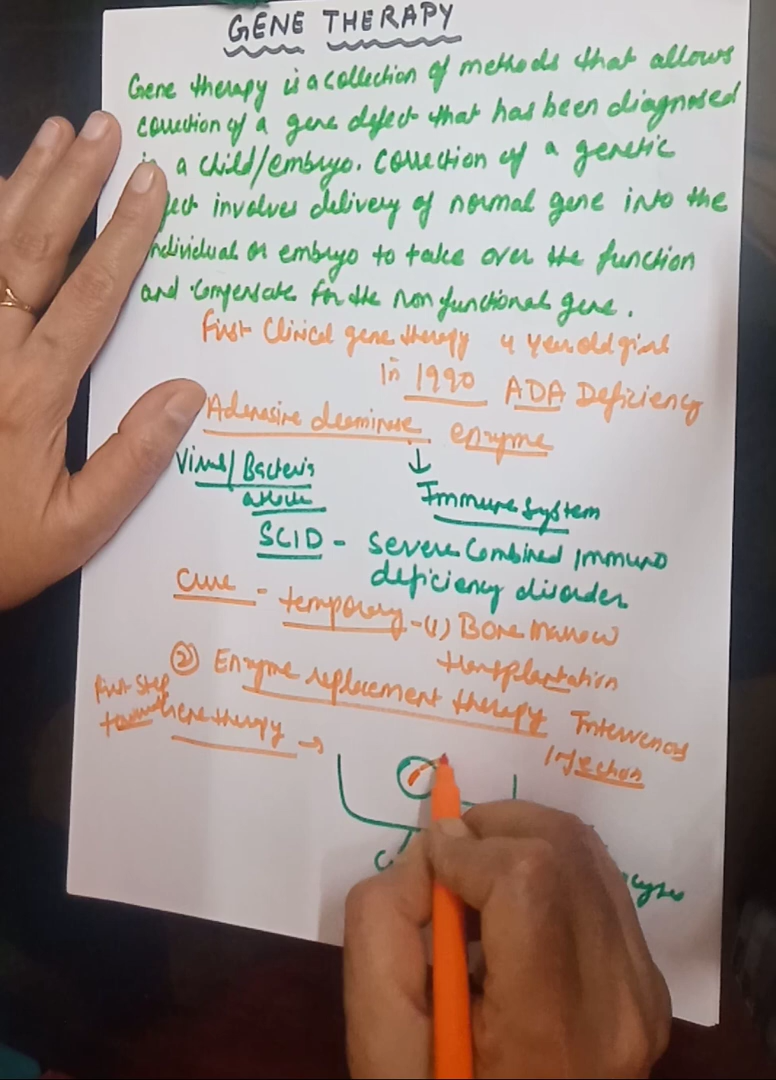 GENE THERAPY
Gene therapy is a collection of methods that allows
correction of a gene defect that has been diagnosed
a child/embryo. Correction of a genetic
ect involves delivery of normal gene into the
individual or embryo to take over the function
and compensate for the non functional gene.
First Clinical gene therapy 4 year old girl
in 1990 ADA Deficiency
Adenosine deaminase enzyme
Virus/Bacteria
Immune System
SCID - Severe Combined Immuno
deficiency disorder
Cure - temporary - (1) Bone Marrow
transplantation
(2) Enzyme replacement therapy
First Step
Gene therapy
Injection